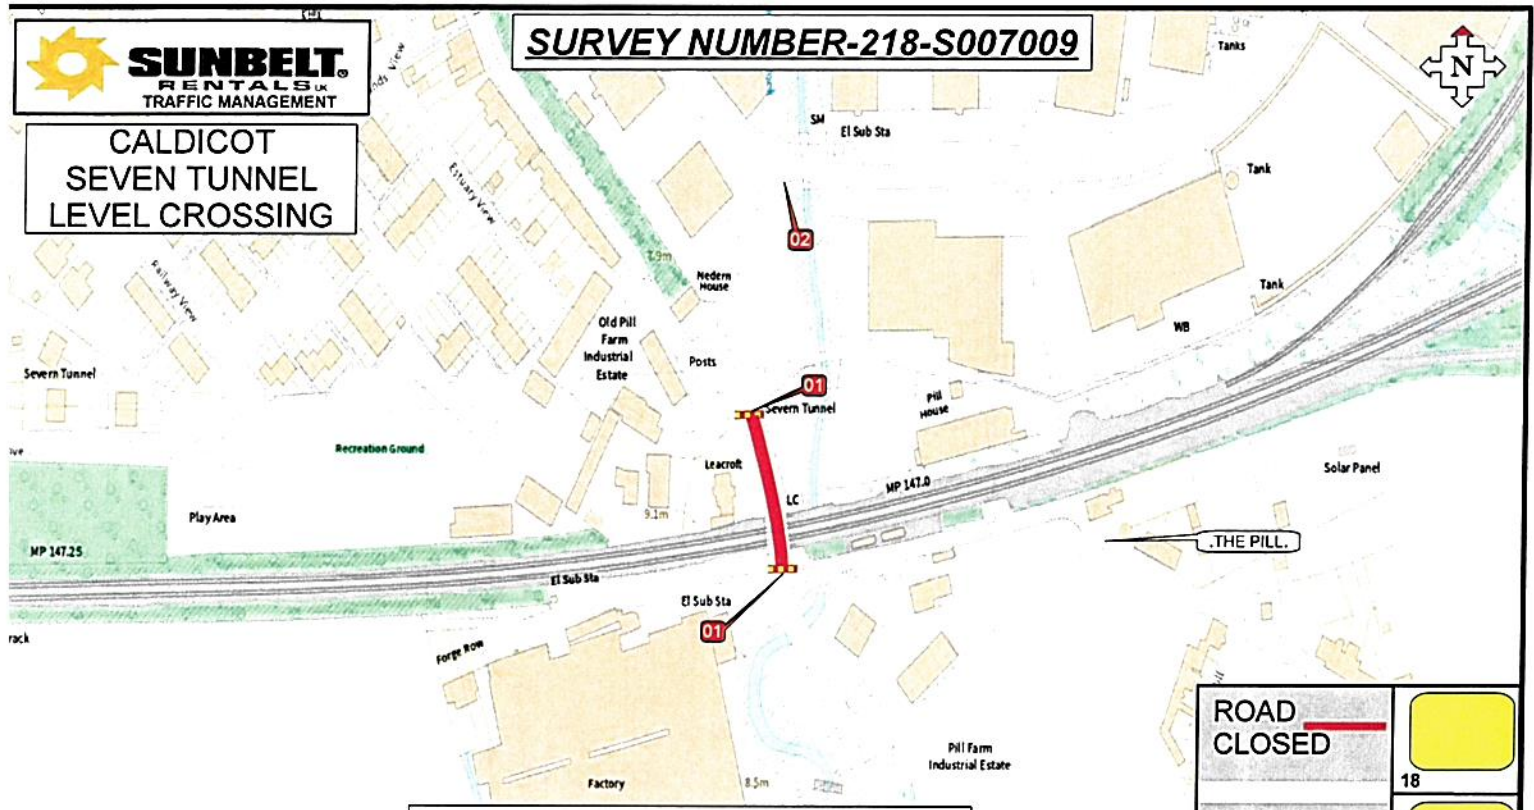 SURVEY NUMBER-218-S007009
SUNBELT®
RENTALS UK
TRAFFIC MANAGEMENT
CALDICOT
SEVEN TUNNEL
LEVEL CROSSING
N
Tanks
SM
El Sub Sta
Tank
Estuary View
02
7.9m
Railway View
Nedern
House
Tank
Old Pill
Farm
Industrial
Estate
WB
Posts
Severn Tunnel
01
Severn Tunnel
Pill
House
Recreation Ground
Leacroft
Solar Panel
LC
MP 147.0
9.1m
Play Area
MP 147.25
.THE PILL.
El Sub Sta
El Sub Sta
01
rack
Forge Row
ROAD
CLOSED
Pill Farm
Industrial Estate
Factory
8.5m
18